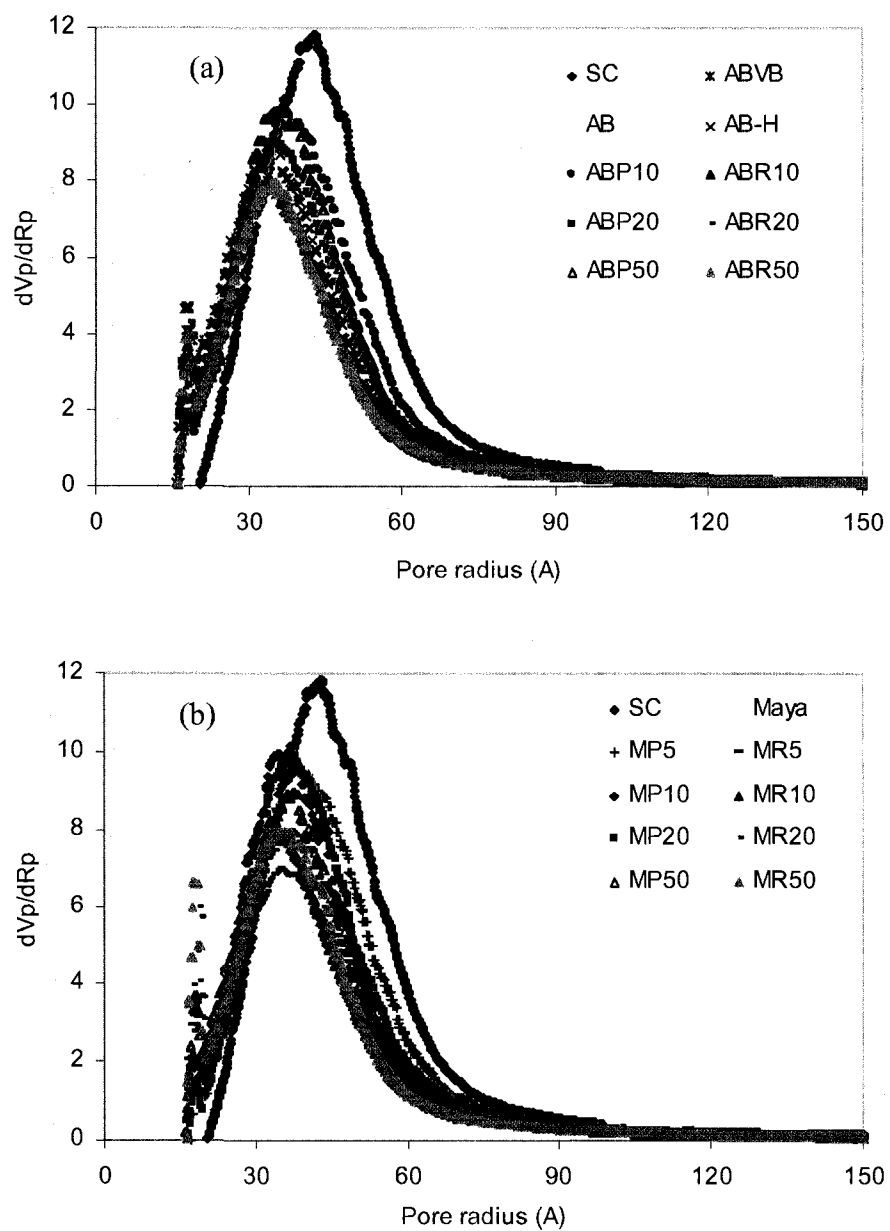 (a)
12
10
8
6
4
2
0
dVp/dRp
SC ABVB
AB AB-H
ABP10 ABR10
ABP20 ABR20
ABP50 ABR50
0 30 60 90 120 150
Pore radius (A)
(b)
12
10
8
6
4
2
0
dVp/dRp
SC Maya
MP5 MR5
MP10 MR10
MP20 MR20
MP50 MR50
0 30 60 90 120 150
Pore radius (A)